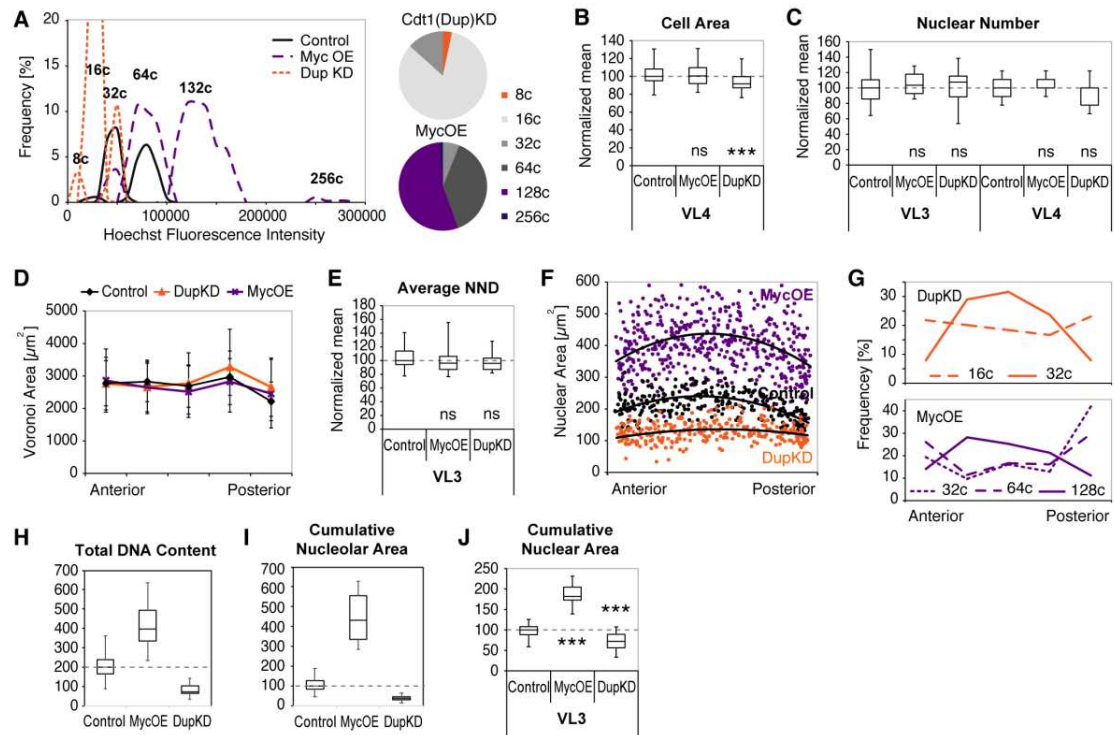 A
20
15
10
5
0
Frequency [%]
0
100000
200000
300000
Hoechst Fluorescence Intensity
8c
16c
32c
64c
132c
256c
Control
Myc OE
Dup KD
Cdt1(Dup)KD
MycOE
8c
16c
32c
64c
128c
256c
B
Cell Area
Normalized mean
140
130
120
110
100
90
80
70
60
50
40
ns
***
Control MycOE DupKD
VL4
C
Nuclear Number
Normalized mean
160
140
120
100
80
60
40
20
0
ns ns ns ns
Control MycOE DupKD Control MycOE DupKD
VL3 VL4
D
Control DupKD MycOE
Voronoi Area [µm²]
5000
4000
3000
2000
1000
0
Anterior Posterior
E
Average NND
Normalized mean
180
160
140
120
100
80
60
40
20
0
ns ns
Control MycOE DupKD
VL3
F
Nuclear Area [µm²]
600
500
400
300
200
100
0
MycOE
Control
DupKD
Anterior Posterior
G
Frequencey [%]
DupKD
30
20
10
0
16c 32c
MycOE
40
30
20
10
0
32c 64c 128c
Anterior Posterior
H
Total DNA Content
700
600
500
400
300
200
100
0
Control MycOE DupKD
I
Cumulative
Nucleolar Area
700
600
500
400
300
200
100
0
Control MycOE DupKD
J
Cumulative
Nuclear Area
250
200
150
100
50
0
***
***
Control MycOE DupKD
VL3